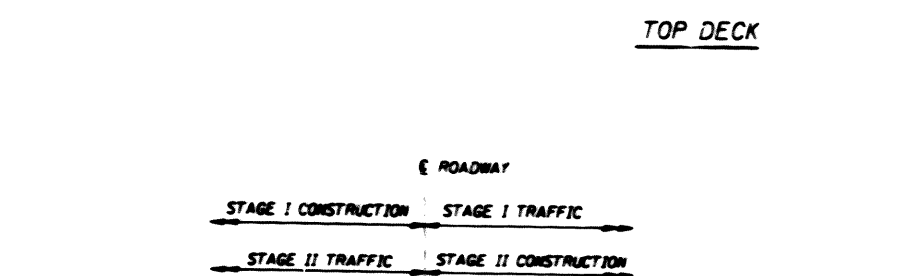 TOP DECK
℄ ROADWAY
STAGE I CONSTRUCTION STAGE I TRAFFIC
STAGE II TRAFFIC STAGE II CONSTRUCTION